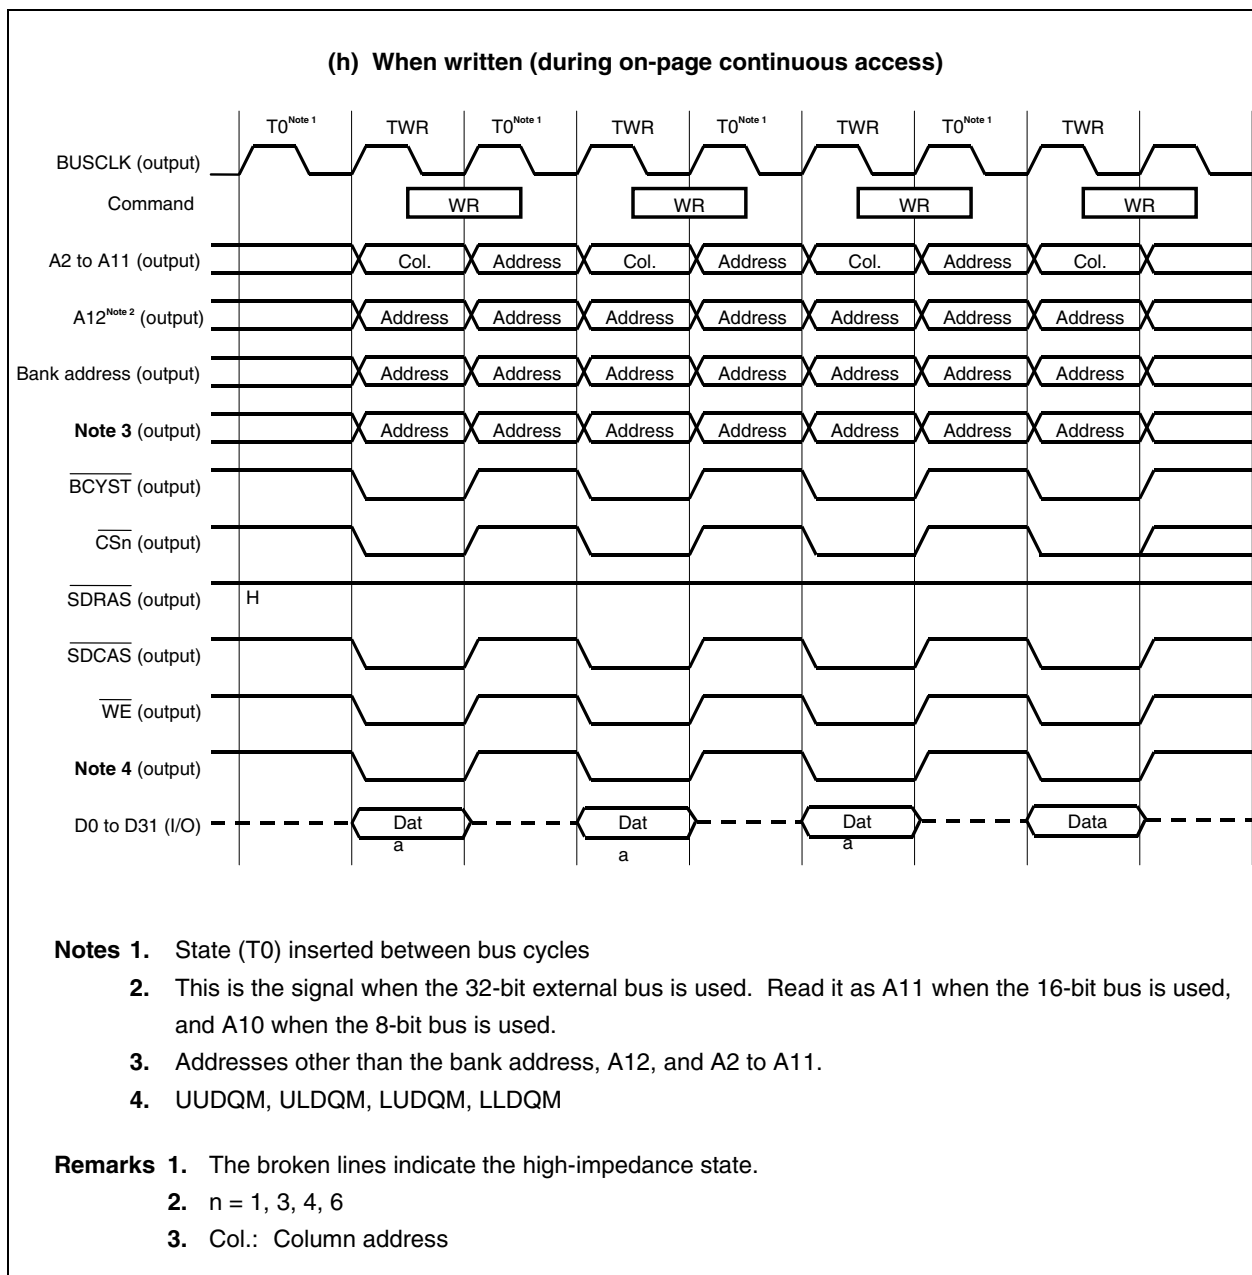 (h) When written (during on-page continuous access)
T0Note 1 TWR T0Note 1 TWR T0Note 1 TWR T0Note 1 TWR
BUSCLK (output)
Command WR WR WR WR
A2 to A11 (output) Col. Address Col. Address Col. Address Col.
A12Note 2 (output) Address Address Address Address Address Address Address
Bank address (output) Address Address Address Address Address Address Address
Note 3 (output) Address Address Address Address Address Address Address
BCYST (output)
CSn (output)
SDRAS (output) H
SDCAS (output)
WE (output)
Note 4 (output)
D0 to D31 (I/O) Dat Dat Dat Data
a a a
Notes 1. State (T0) inserted between bus cycles
2. This is the signal when the 32-bit external bus is used. Read it as A11 when the 16-bit bus is used,
and A10 when the 8-bit bus is used.
3. Addresses other than the bank address, A12, and A2 to A11.
4. UUDQM, ULDQM, LUDQM, LLDQM
Remarks 1. The broken lines indicate the high-impedance state.
2. n = 1, 3, 4, 6
3. Col.: Column address